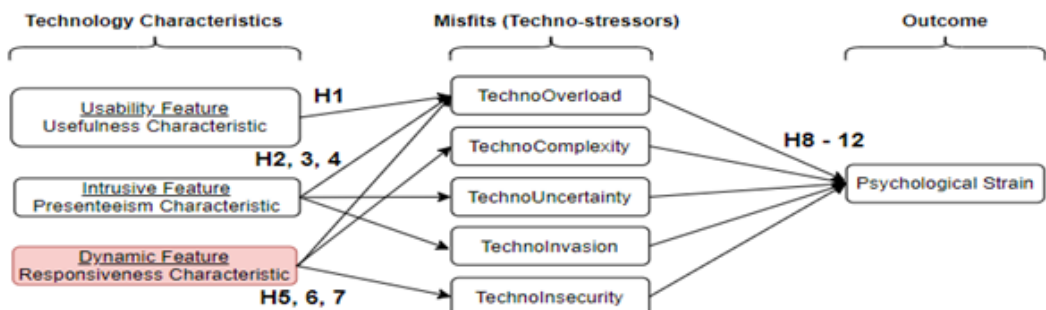 Technology Characteristics
Misfits (Techno-stressors)
Outcome
Usability Feature
Usefulness Characteristic
H1
TechnoOverload
H2, 3, 4
TechnoComplexity
H8 - 12
Intrusive Feature
Presenteeism Characteristic
TechnoUncertainty
Psychological Strain
TechnoInvasion
Dynamic Feature
Responsiveness Characteristic
H5, 6, 7
TechnoInsecurity